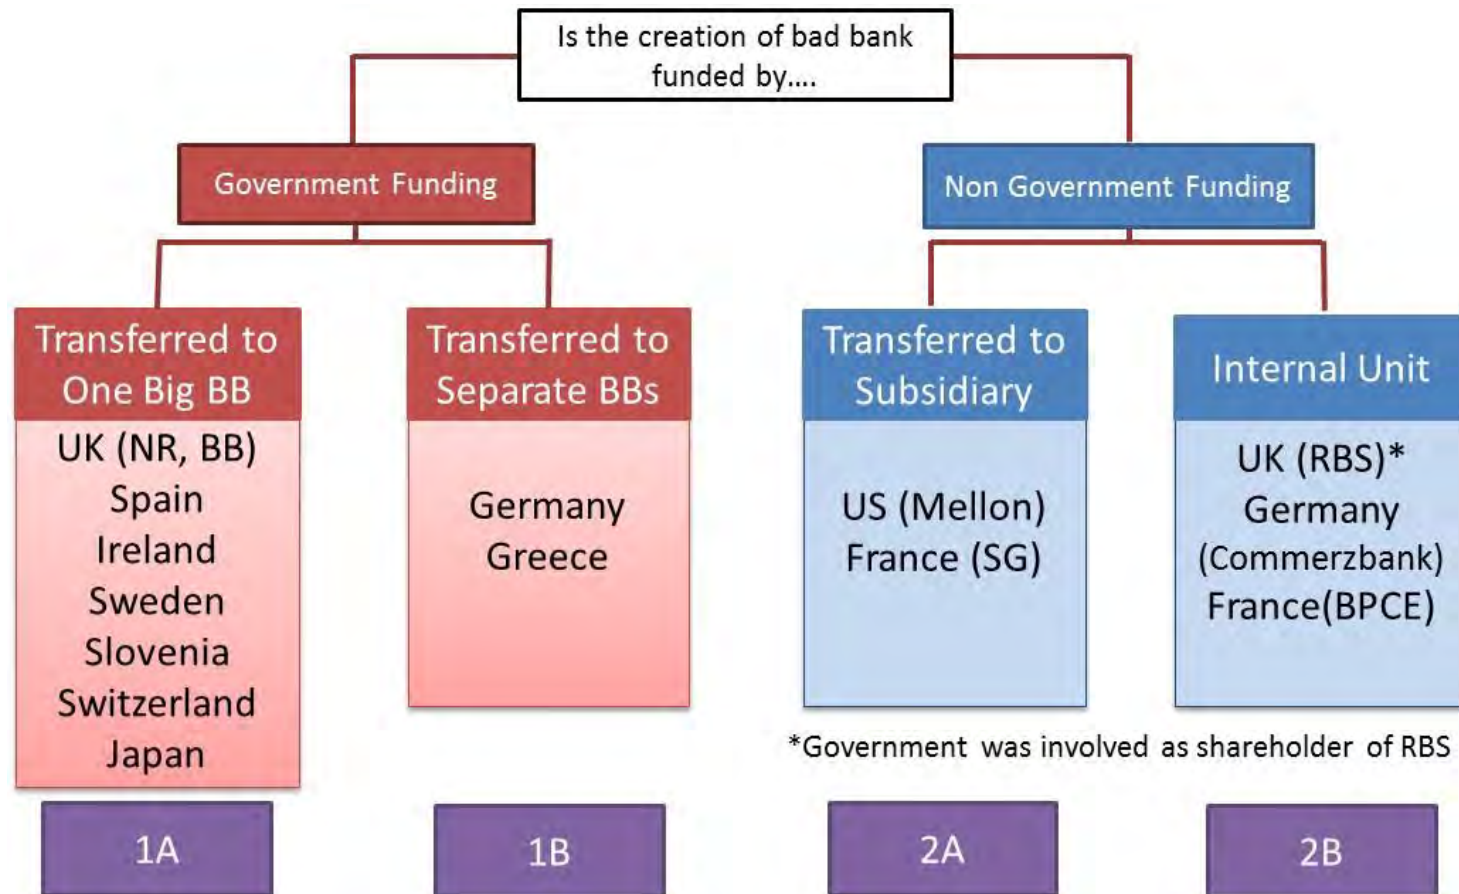 Is the creation of bad bank
funded by....
Government Funding
Non Government Funding
Transferred to
One Big BB
UK (NR, BB)
Spain
Ireland
Sweden
Slovenia
Switzerland
Japan
1A
Transferred to
Separate BBs
Germany
Greece
1B
Transferred to
Subsidiary
US (Mellon)
France (SG)
2A
Internal Unit
UK (RBS)*
Germany
(Commerzbank)
France(BPCE)
*Government was involved as shareholder of RBS
2B